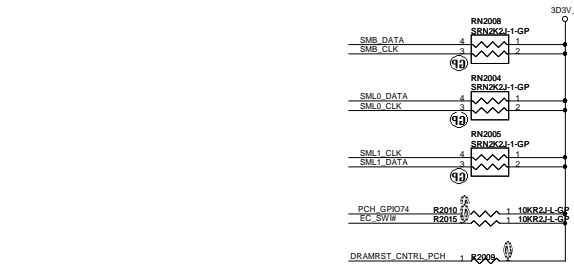 3D3V_
RN2008
SRN2K2J-1-GP
SMB_DATA 4 1
SMB_CLK 3 2
RN2004
SRN2K2J-1-GP
SML0_DATA 4 1
SML0_CLK 3 2
RN2005
SRN2K2J-1-GP
SML1_CLK 4 1
SML1_DATA 3 2
PCH_GPIO74 R2010 1 10KR2J-L-GP
EC_SWI# R2015 1 10KR2J-L-GP
DRAMRST_CNTRL_PCH 1 R2009